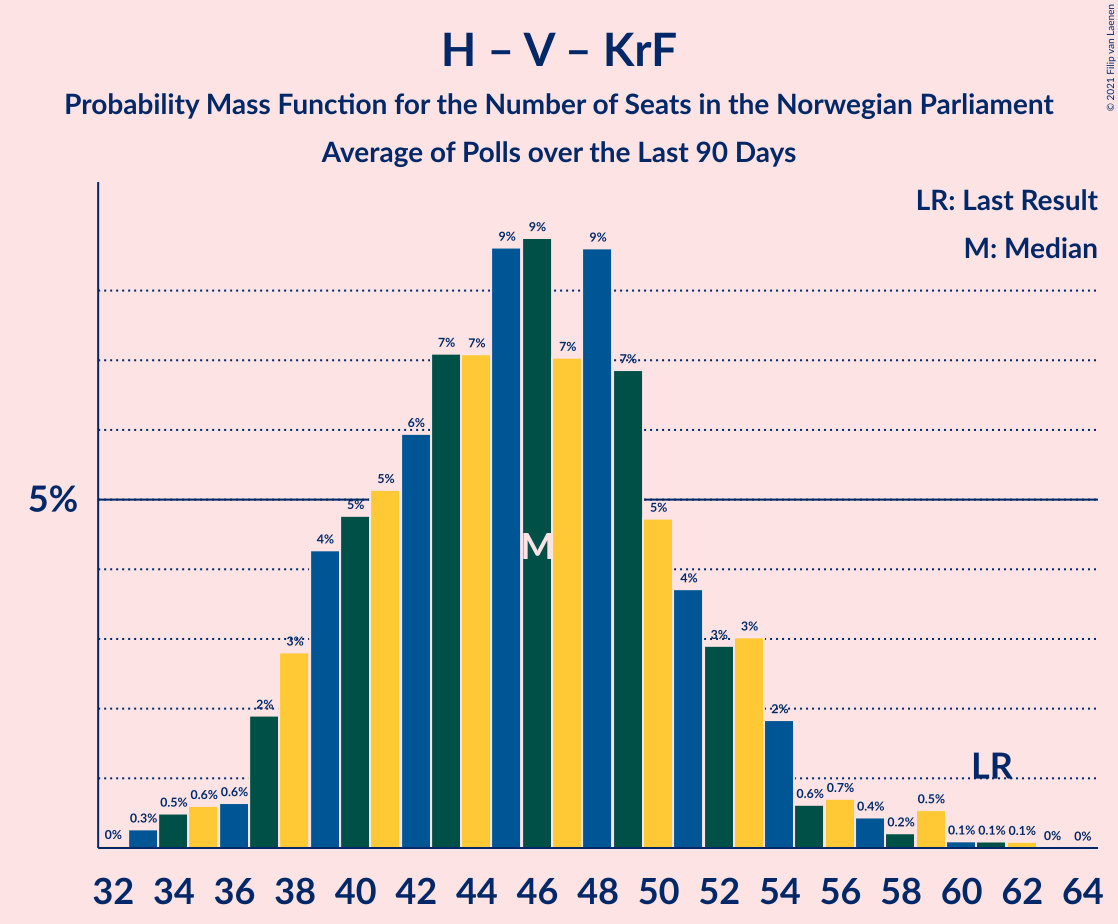 H – V – KrF
Probability Mass Function for the Number of Seats in the Norwegian Parliament
Average of Polls over the Last 90 Days
© 2021 Filip van Laenen
LR: Last Result
M: Median
5%
0% 0.3% 0.5% 0.6% 0.6% 2% 3% 4% 5% 5% 6% 7% 7% 9% 9% 7% 9% 7% 5% 4% 3% 3% 2% 0.6% 0.7% 0.4% 0.2% 0.5% 0.1% 0.1% 0.1% 0% 0%
M
LR
32 34 36 38 40 42 44 46 48 50 52 54 56 58 60 62 64